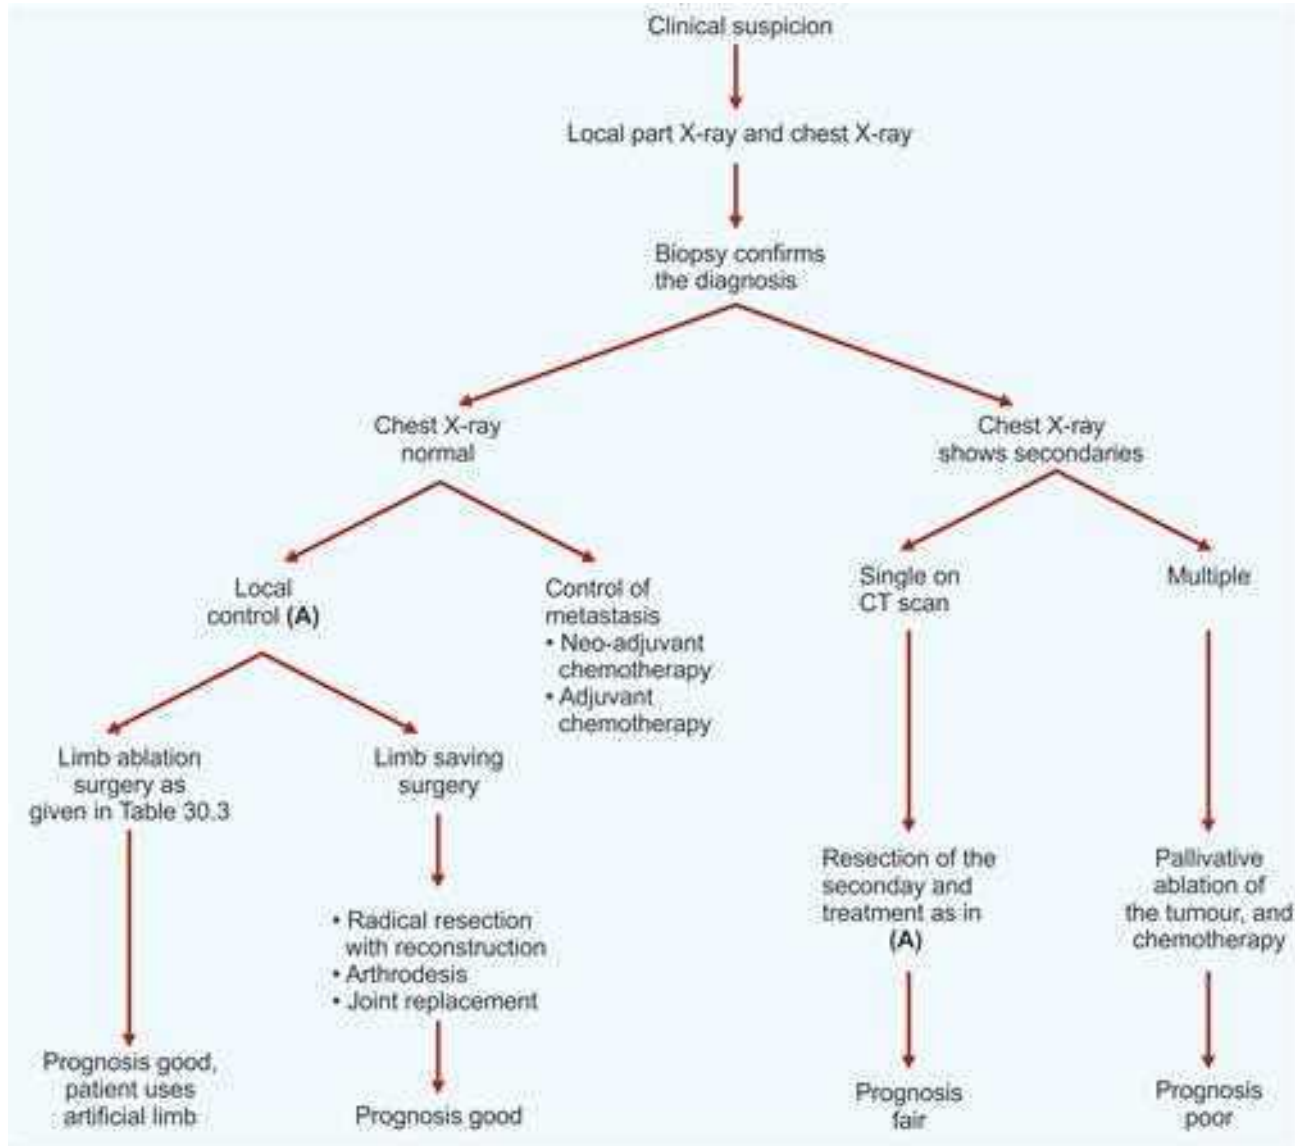 Clinical suspicion
Local part X-ray and chest X-ray
Biopsy confirms
the diagnosis
Chest X-ray
normal
Chest X-ray
shows secondaries
Local
control (A)
Control of
metastasis
• Neo-adjuvant
chemotherapy
• Adjuvant
chemotherapy
Single on
CT scan
Multiple
Limb ablation
surgery as
given in Table 30.3
Limb saving
surgery
Resection of the
seconday and
treatment as in
(A)
Pallivative
ablation of
the tumour, and
chemotherapy
• Radical resection
with reconstruction
• Arthrodesis
• Joint replacement
Prognosis good,
patient uses
artificial limb
Prognosis good
Prognosis
fair
Prognosis
poor